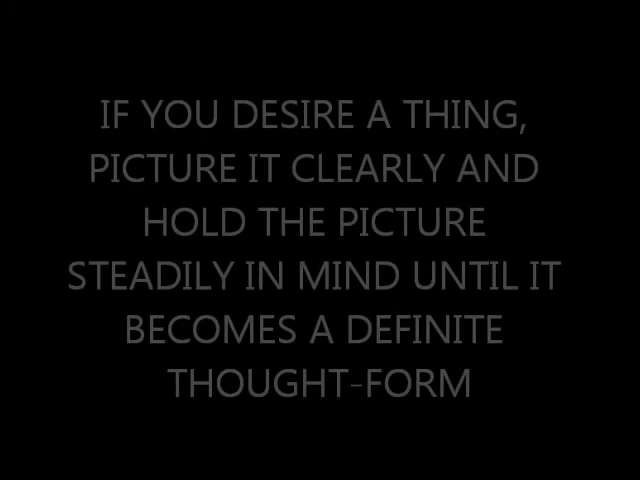 IF YOU DESIRE A THING,
PICTURE IT CLEARLY AND
HOLD THE PICTURE
STEADILY IN MIND UNTIL IT
BECOMES A DEFINITE
THOUGHT-FORM